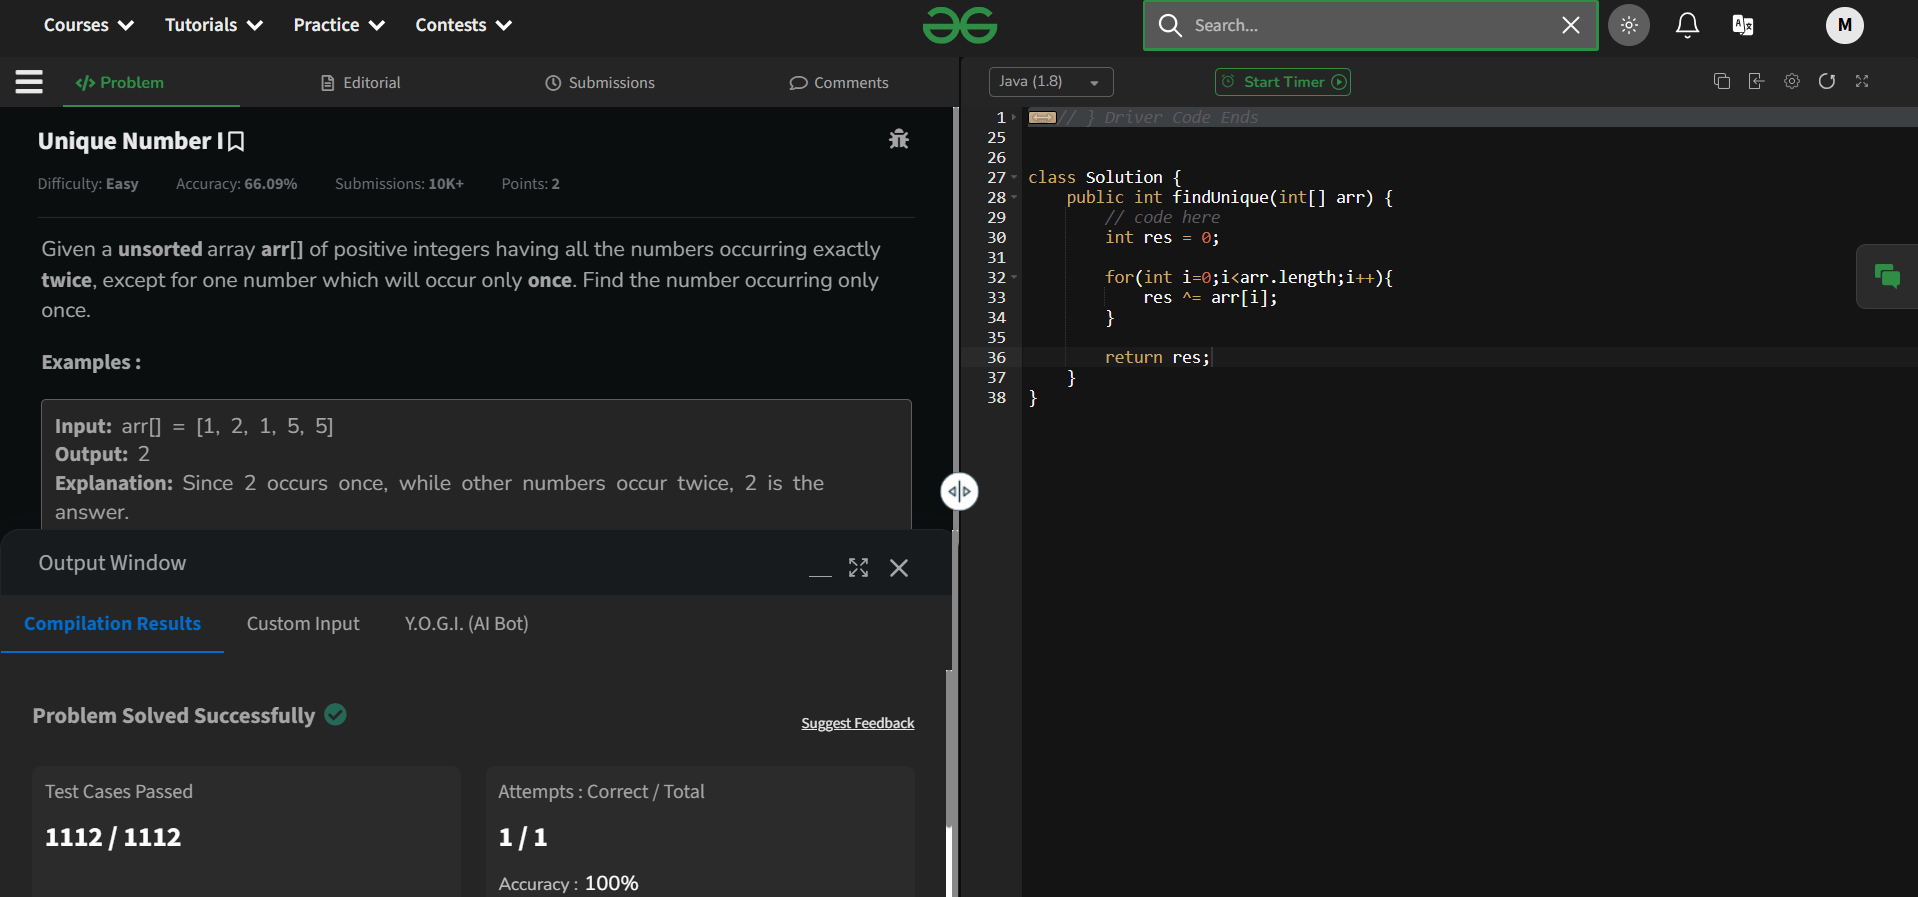 Courses Tutorials Practice Contests Search... M
Problem Editorial Submissions Comments
Unique Number I
Difficulty: Easy Accuracy: 66.09% Submissions: 10K+ Points: 2
Given a unsorted array arr[] of positive integers having all the numbers occurring exactly
twice, except for one number which will occur only once. Find the number occurring only
once.
Examples :
Input: arr[] = [1, 2, 1, 5, 5]
Output: 2
Explanation: Since 2 occurs once, while other numbers occur twice, 2 is the
answer.
Output Window
Compilation Results Custom Input Y.O.G.I. (AI Bot)
Problem Solved Successfully
Suggest Feedback
Test Cases Passed
1112 / 1112
Attempts : Correct / Total
1 / 1
Accuracy : 100%
Java (1.8) Start Timer
1 // } Driver Code Ends
25
26
27 class Solution {
28 public int findUnique(int[] arr) {
29 // code here
30 int res = 0;
31
32 for(int i=0;i<arr.length;i++){
33 res ^= arr[i];
34 }
35
36 return res;
37 }
38 }